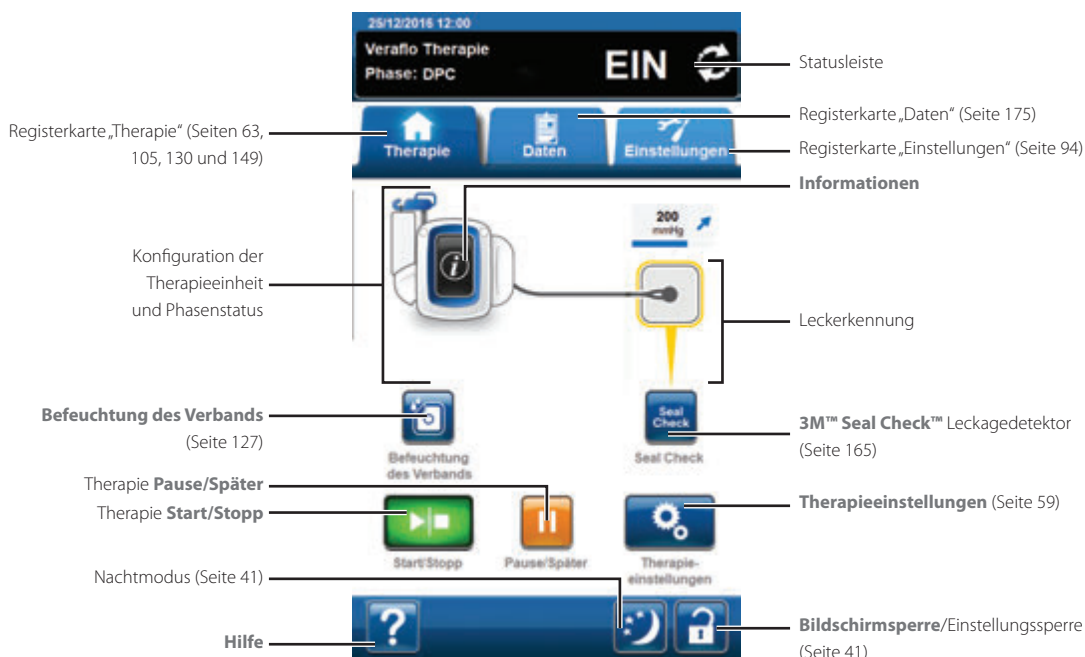 25/12/2016 12:00
Veraflo Therapie
Phase: DPC
EIN
Statusleiste
Registerkarte „Therapie“ (Seiten 63,
105, 130 und 149)
Therapie
Daten
Einstellungen
Registerkarte „Daten“ (Seite 175)
Registerkarte „Einstellungen“ (Seite 94)
Informationen
200
mmHg
i
Konfiguration der
Therapieeinheit
und Phasenstatus
Leckerkennung
Befeuchtung des Verbands
(Seite 127)
Befeuchtung
des Verbands
Seal
Check
Seal Check
3M™ Seal Check™ Leckagedetektor
(Seite 165)
Therapie Pause/Später
Therapie Start/Stopp
Start/Stopp
Pause/Später
Therapie-
einstellungen
Therapieeinstellungen (Seite 59)
Nachtmodus (Seite 41)
Hilfe
?
Bildschirmsperre/Einstellungssperre
(Seite 41)